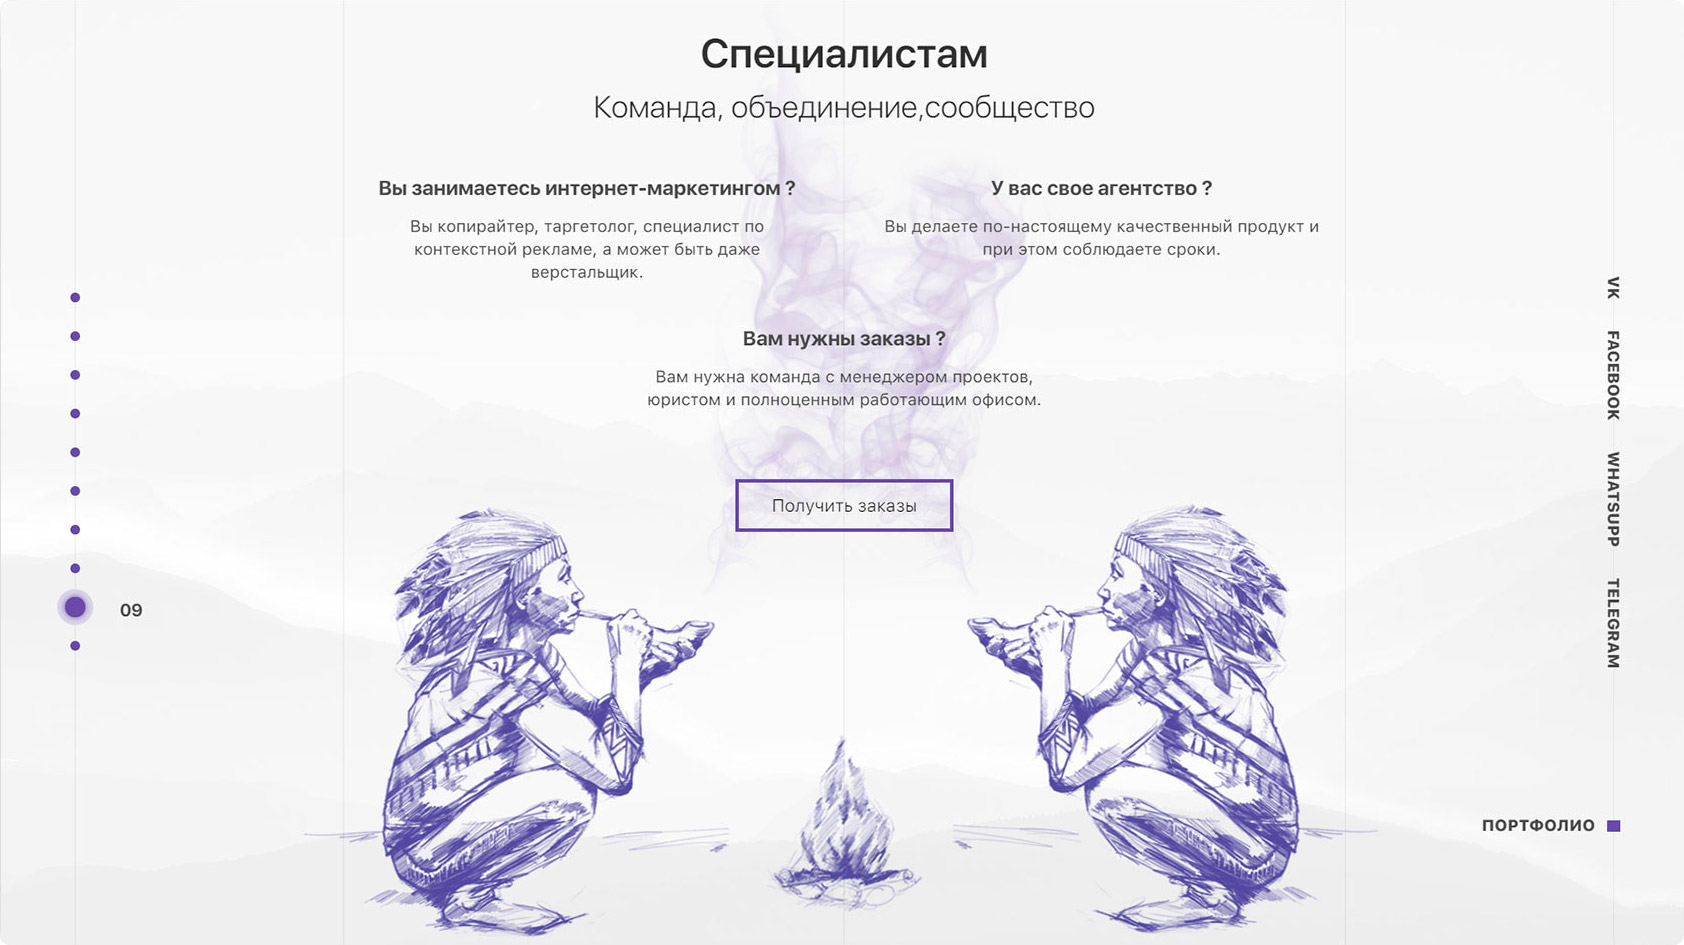 Специалистам
Команда, объединение,сообщество
Вы занимаетесь интернет-маркетингом ?
Вы копирайтер, таргетолог, специалист по
контекстной рекламе, а может быть даже
верстальщик.
У вас свое агентство ?
Вы делаете по-настоящему качественный продукт и
при этом соблюдаете сроки.
Вам нужны заказы ?
Вам нужна команда с менеджером проектов,
юристом и полноценным работающим офисом.
Получить заказы
09
VK
FACEBOOK
WHATSUPP
TELEGRAM
ПОРТФОЛИО